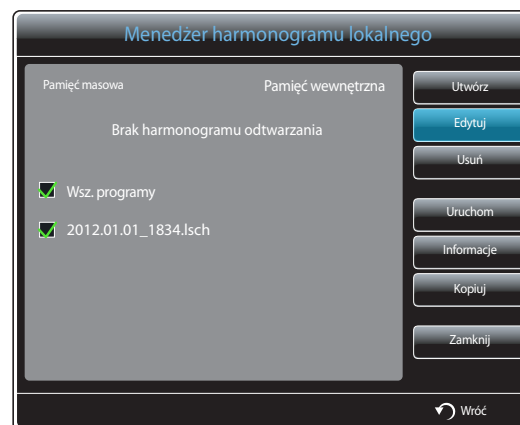 Menedżer harmonogramu lokalnego
Pamięć masowa Pamięć wewnętrzna
Brak harmonogramu odtwarzania
Wsz. programy
2012.01.01_1834.lsch
Utwórz
Edytuj
Usuń
Uruchom
Informacje
Kopiuj
Zamknij
Wróć